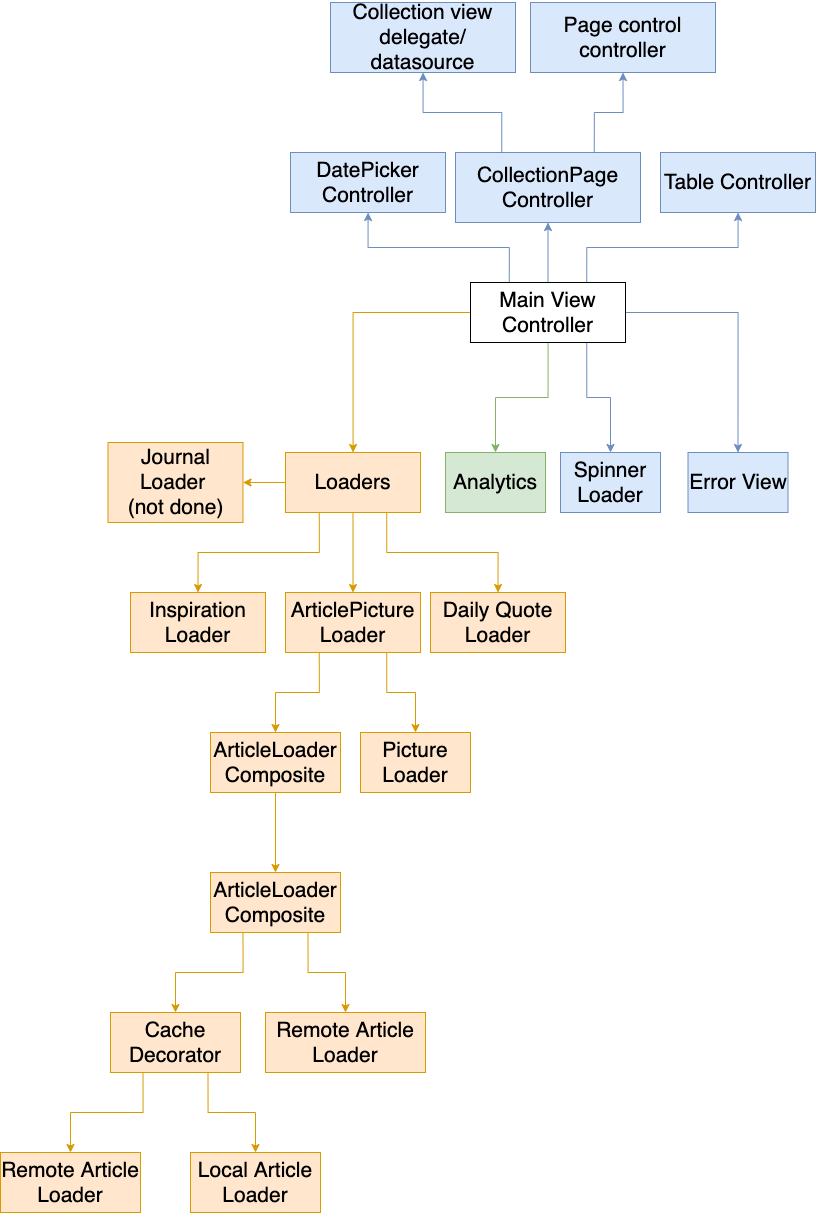 Collection view
delegate/
datasource
Page control
controller
DatePicker
Controller
CollectionPage
Controller
Table Controller
Main View
Controller
Journal
Loader
(not done)
Loaders
Analytics
Spinner
Loader
Error View
Inspiration
Loader
ArticlePicture
Loader
Daily Quote
Loader
ArticleLoader
Composite
Picture
Loader
ArticleLoader
Composite
Cache
Decorator
Remote Article
Loader
Remote Article
Loader
Local Article
Loader